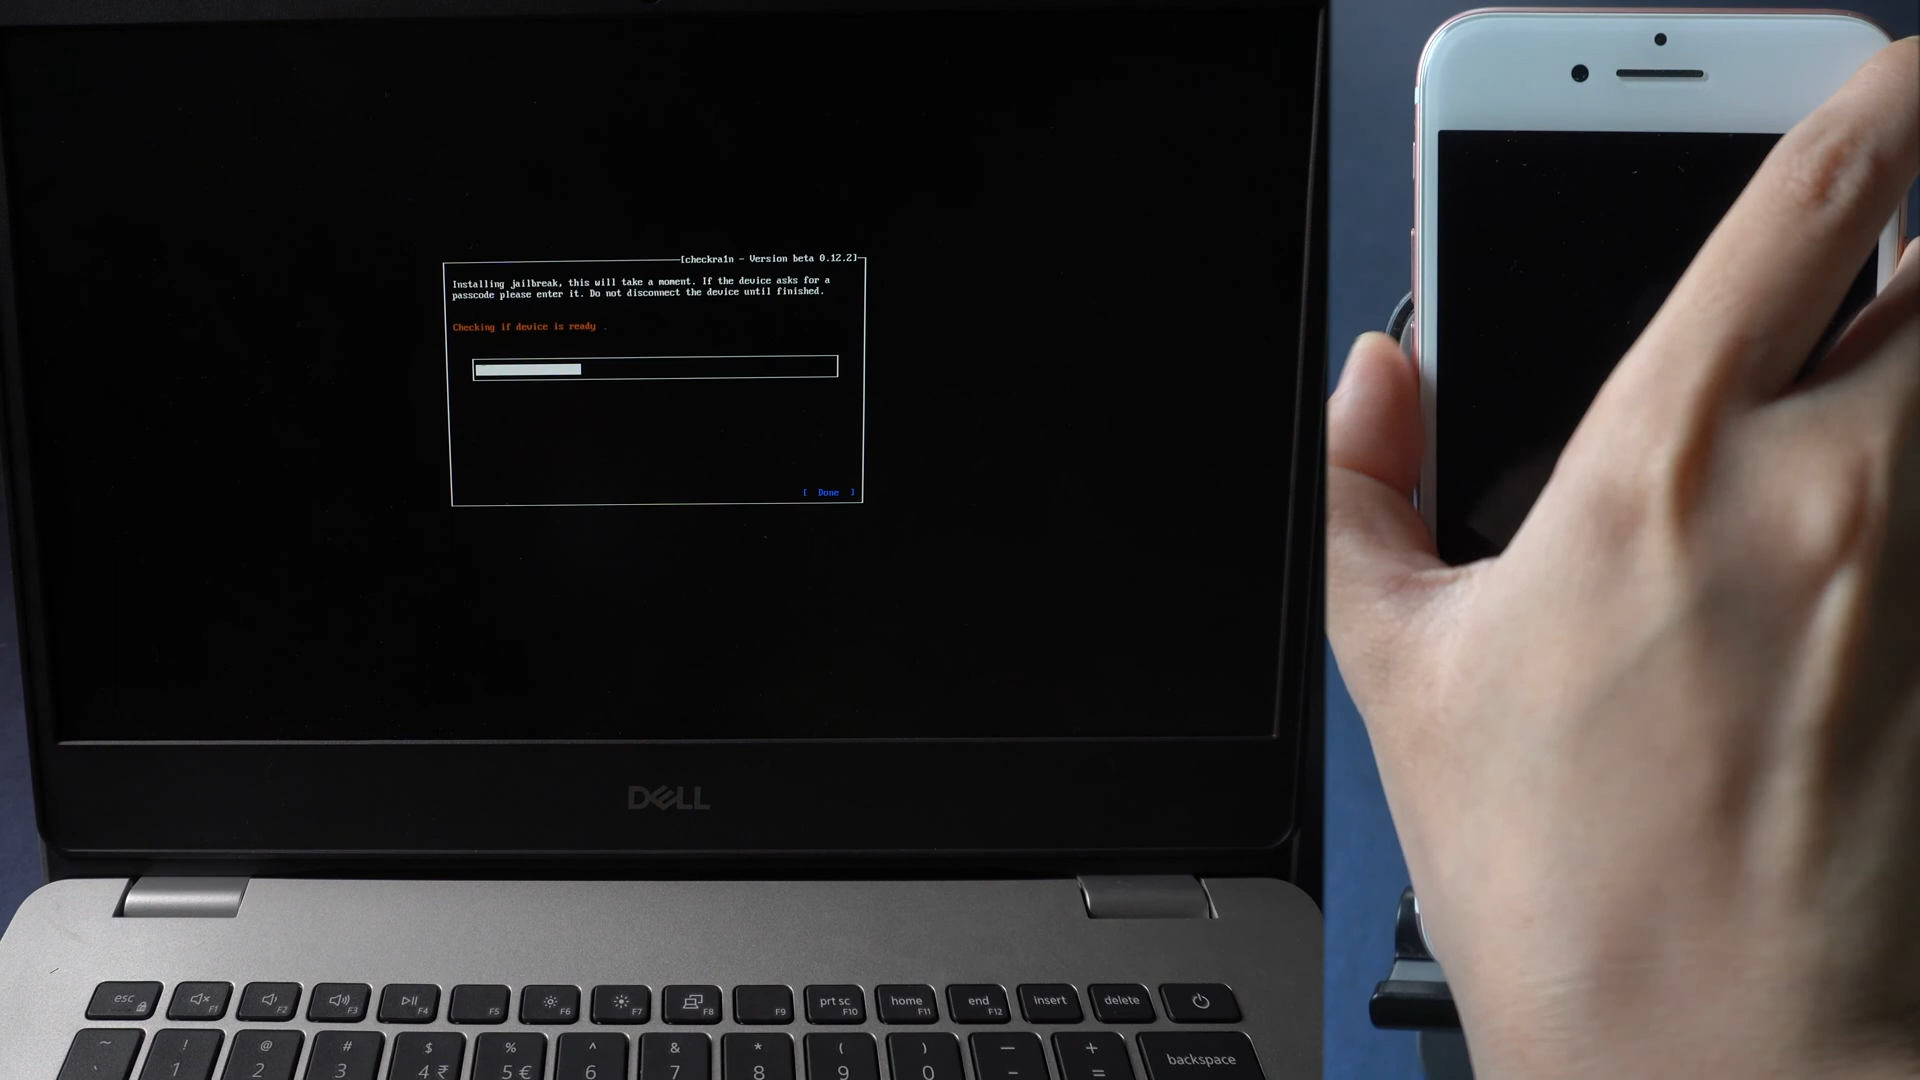 [checkra1n - Version beta 0.12.2]
Installing jailbreak, this will take a moment. If the device asks for a
passcode please enter it. Do not disconnect the device until finished.
Checking if device is ready .
[ Done ]
DELL
esc F1 F2 F3 F4 F5 F6 F7 F8 F9 prt sc F10 home F11 end F12 insert delete
~ ! @ # $ % ^ & * ( ) — +
` 1 2 3 4 ₹ 5 € 6 7 8 9 0 - = backspace